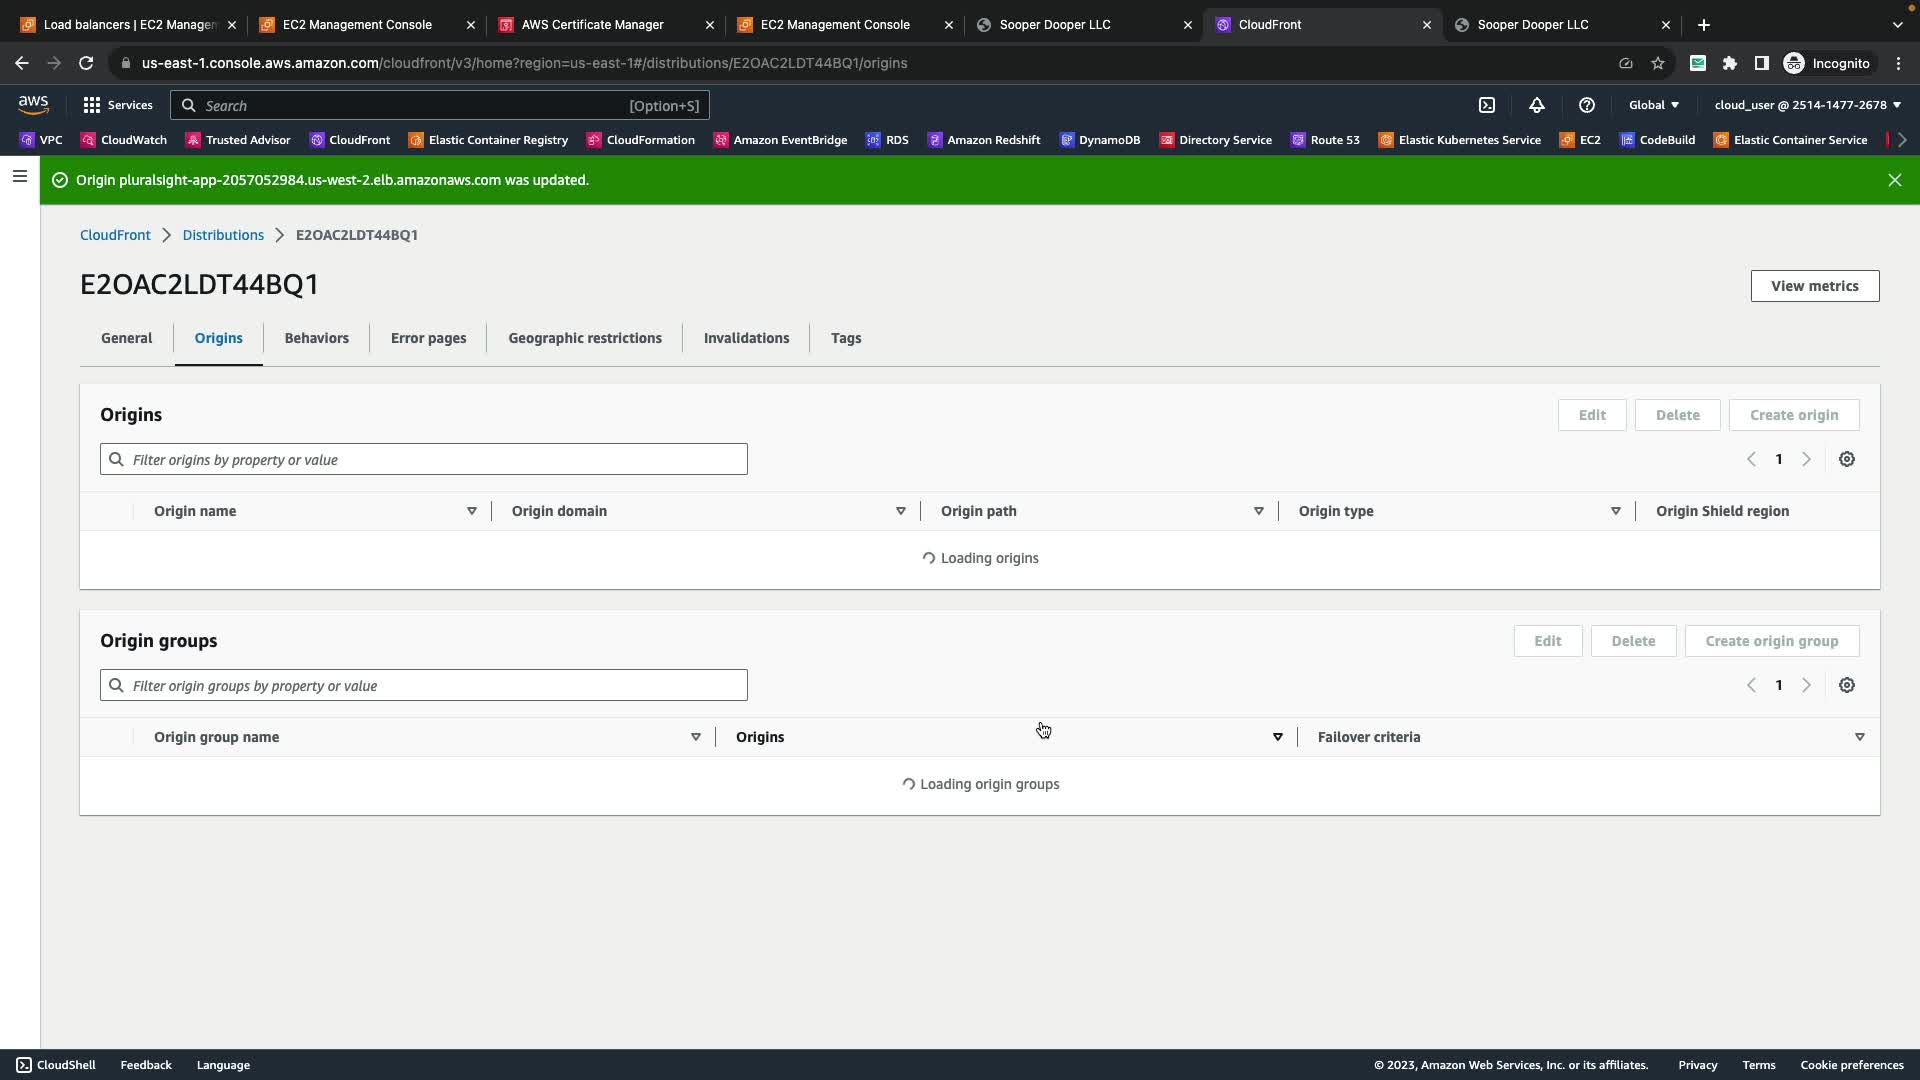 Load balancers | EC2 Manager
EC2 Management Console
AWS Certificate Manager
EC2 Management Console
Sooper Dooper LLC
CloudFront
Sooper Dooper LLC
us-east-1.console.aws.amazon.com/cloudfront/v3/home?region=us-east-1#/distributions/E2OAC2LDT44BQ1/origins
Incognito
aws
Services
Search
[Option+S]
Global
cloud_user @ 2514-1477-2678
VPC
CloudWatch
Trusted Advisor
CloudFront
Elastic Container Registry
CloudFormation
Amazon EventBridge
RDS
Amazon Redshift
DynamoDB
Directory Service
Route 53
Elastic Kubernetes Service
EC2
CodeBuild
Elastic Container Service
Origin pluralsight-app-2057052984.us-west-2.elb.amazonaws.com was updated.
CloudFront
Distributions
E2OAC2LDT44BQ1
E2OAC2LDT44BQ1
View metrics
General
Origins
Behaviors
Error pages
Geographic restrictions
Invalidations
Tags
Origins
Edit
Delete
Create origin
Filter origins by property or value
1
Origin name
Origin domain
Origin path
Origin type
Origin Shield region
Loading origins
Origin groups
Edit
Delete
Create origin group
Filter origin groups by property or value
1
Origin group name
Origins
Failover criteria
Loading origin groups
CloudShell
Feedback
Language
© 2023, Amazon Web Services, Inc. or its affiliates.
Privacy
Terms
Cookie preferences